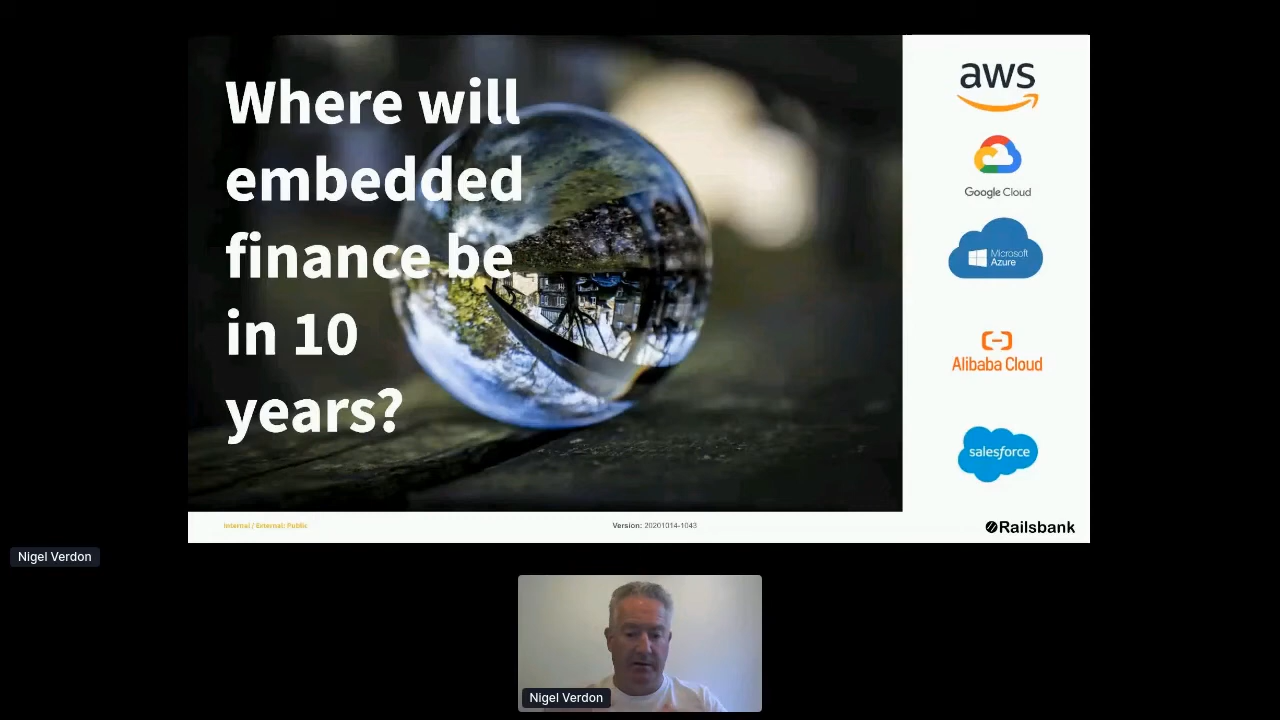 Where will
embedded
finance be
in 10
years?
aws
Google Cloud
Microsoft
Azure
Alibaba Cloud
salesforce
Internal / External: Public
Version: 20201014-1043
Railsbank
Nigel Verdon
Nigel Verdon